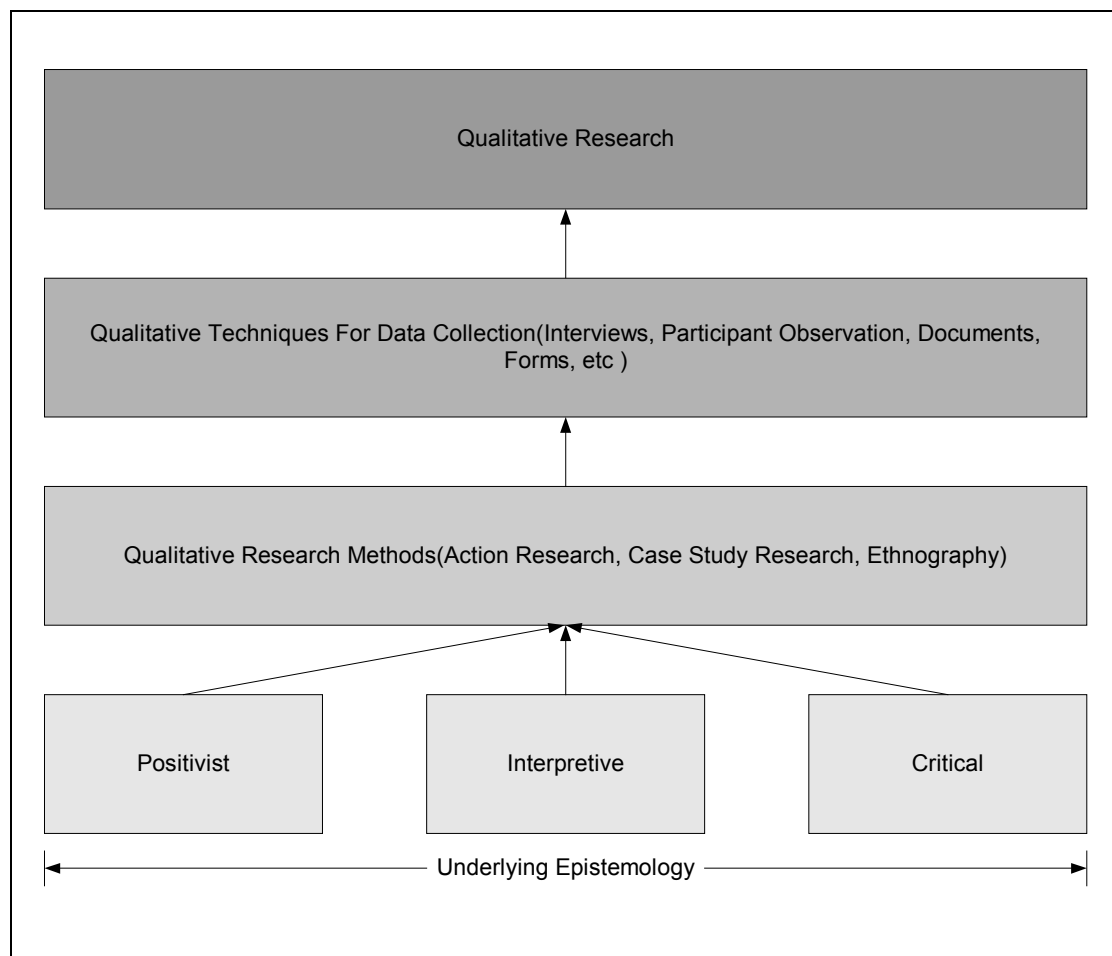 Qualitative Research
Qualitative Techniques For Data Collection(Interviews, Participant Observation, Documents,
Forms, etc )
Qualitative Research Methods(Action Research, Case Study Research, Ethnography)
Positivist
Interpretive
Critical
Underlying Epistemology